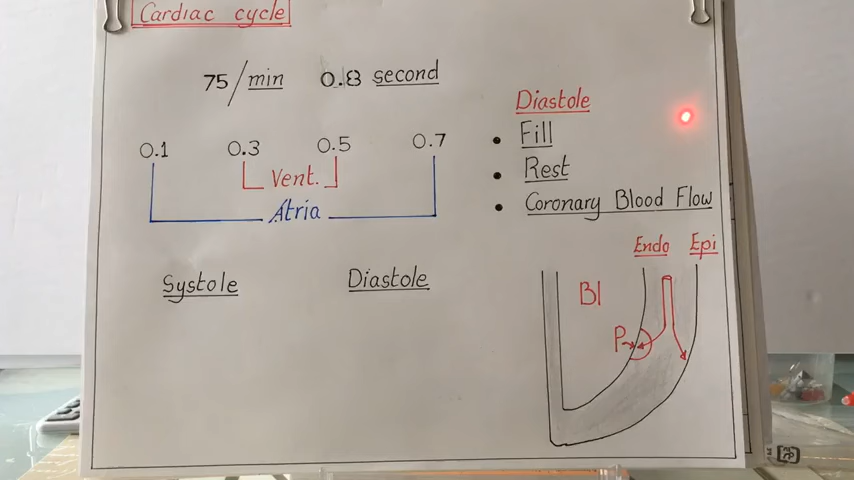 Cardiac cycle
75/min 0.8 second
0.1 0.3 0.5 0.7
Vent.
Atria
Systole Diastole
Diastole
• Fill
• Rest
• Coronary Blood Flow
Endo Epi
Bl
P